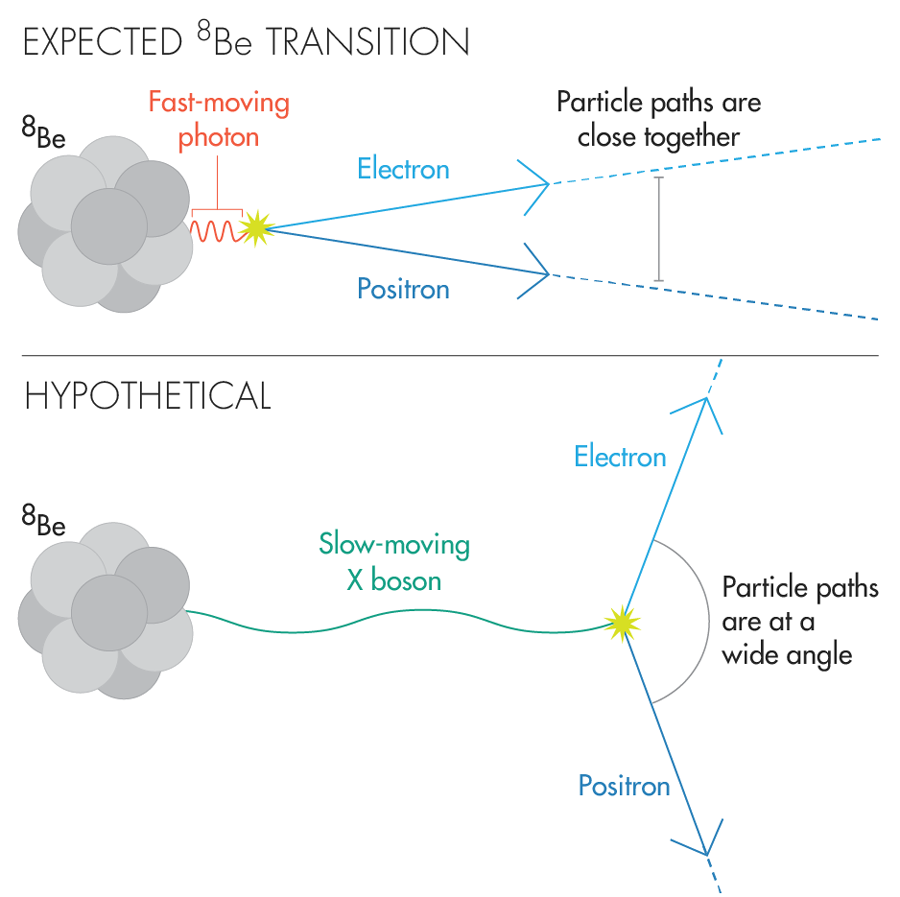 EXPECTED ⁸Be TRANSITION
Fast-moving
photon
Particle paths are
close together
⁸Be
Electron
Positron
HYPOTHETICAL
Electron
⁸Be
Slow-moving
X boson
Particle paths
are at a
wide angle
Positron